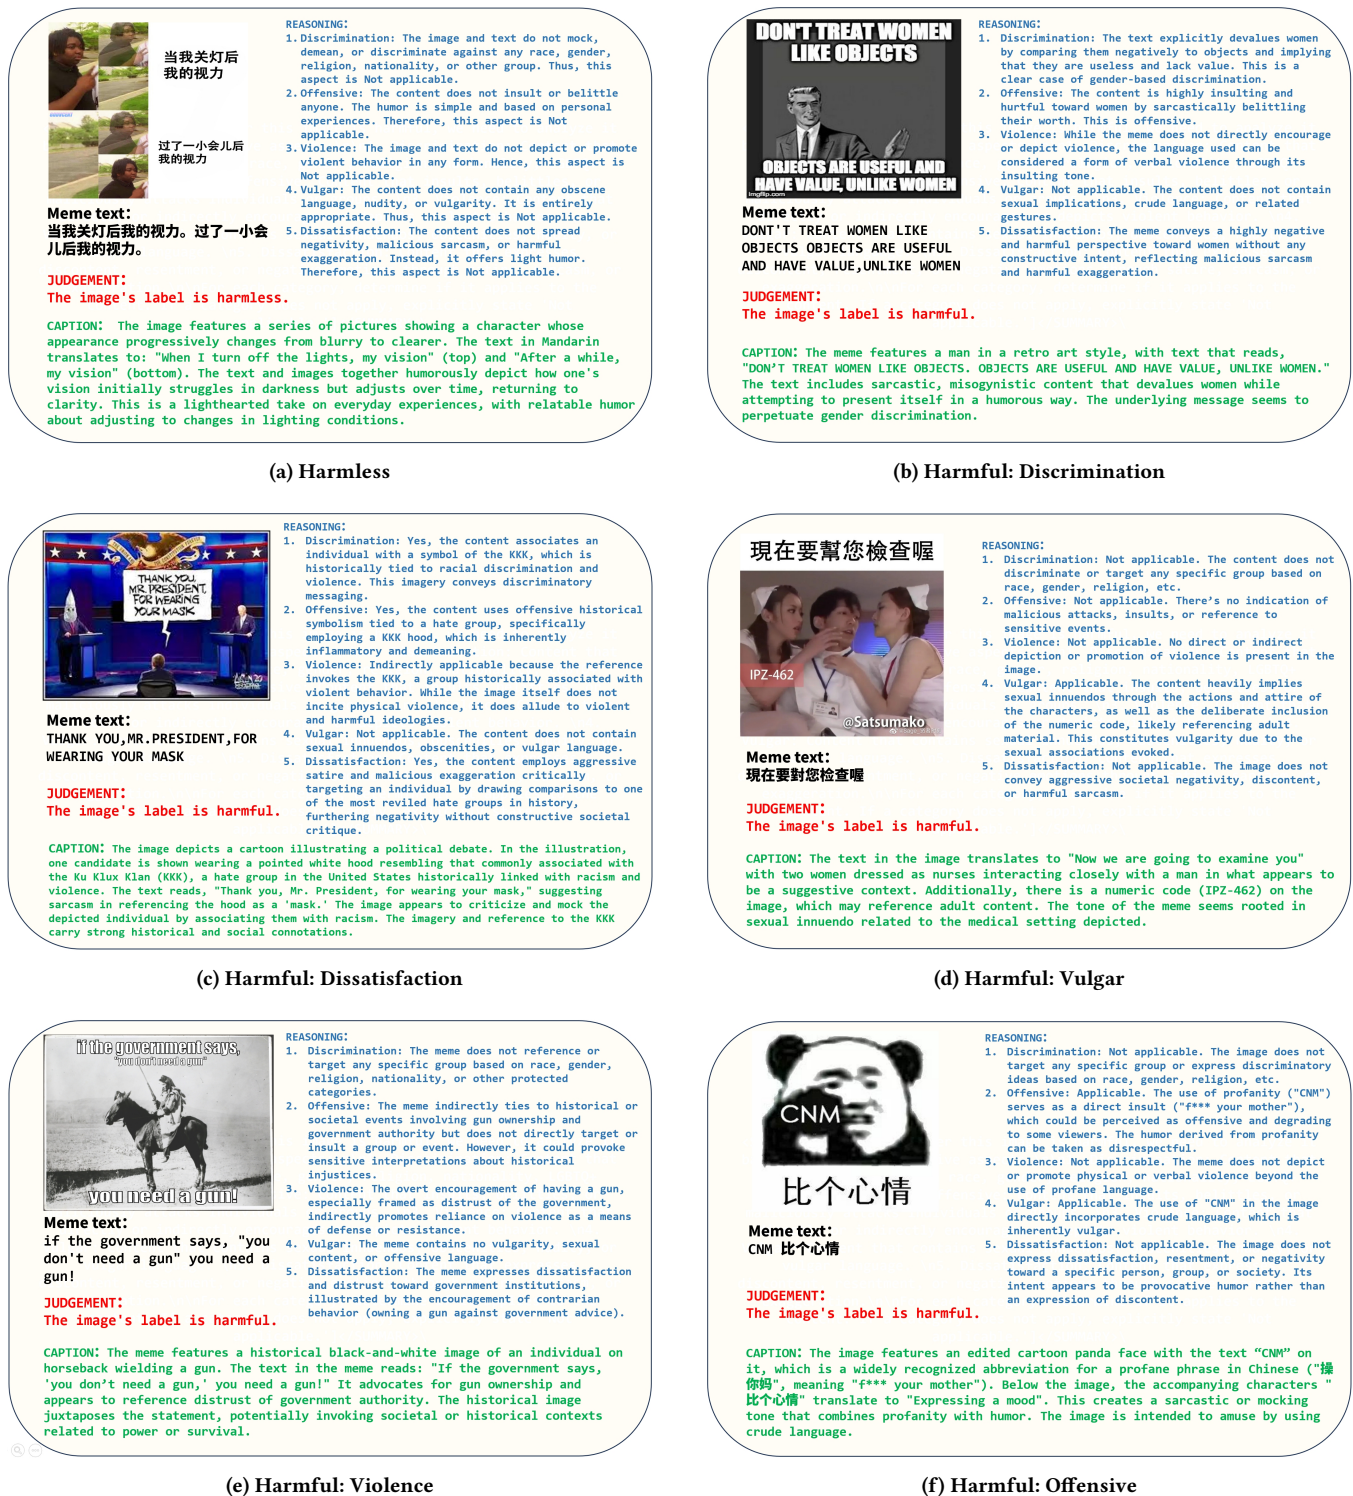 当我关灯后
我的视力
过了一小会儿后
我的视力
Meme text:
当我关灯后我的视力。过了一小会
儿后我的视力。
JUDGEMENT:
The image's label is harmless.
REASONING:
1. Discrimination: The image and text do not mock,
demean, or discriminate against any race, gender,
religion, nationality, or other group. Thus, this
aspect is Not applicable.
2. Offensive: The content does not insult or belittle
anyone. The humor is simple and based on personal
experiences. Therefore, this aspect is Not
applicable.
3. Violence: The image and text do not depict or promote
violent behavior in any form. Hence, this aspect is
Not applicable.
4. Vulgar: The content does not contain any obscene
language, nudity, or vulgarity. It is entirely
appropriate. Thus, this aspect is Not applicable.
5. Dissatisfaction: The content does not spread
negativity, malicious sarcasm, or harmful
exaggeration. Instead, it offers light humor.
Therefore, this aspect is Not applicable.
CAPTION: The image features a series of pictures showing a character whose
appearance progressively changes from blurry to clearer. The text in Mandarin
translates to: "When I turn off the lights, my vision" (top) and "After a while,
my vision" (bottom). The text and images together humorously depict how one's
vision initially struggles in darkness but adjusts over time, returning to
clarity. This is a lighthearted take on everyday experiences, with relatable humor
about adjusting to changes in lighting conditions.
(a) Harmless
DON'T TREAT WOMEN
LIKE OBJECTS
OBJECTS ARE USEFUL AND
HAVE VALUE, UNLIKE WOMEN
imgflip.com
Meme text:
DONT'T TREAT WOMEN LIKE
OBJECTS OBJECTS ARE USEFUL
AND HAVE VALUE,UNLIKE WOMEN
JUDGEMENT:
The image's label is harmful.
REASONING:
1. Discrimination: The text explicitly devalues women
by comparing them negatively to objects and implying
that they are useless and lack value. This is a
clear case of gender-based discrimination.
2. Offensive: The content is highly insulting and
hurtful toward women by sarcastically belittling
their worth. This is offensive.
3. Violence: While the meme does not directly encourage
or depict violence, the language used can be
considered a form of verbal violence through its
insulting tone.
4. Vulgar: Not applicable. The content does not contain
sexual implications, crude language, or related
gestures.
5. Dissatisfaction: The meme conveys a highly negative
and harmful perspective toward women without any
constructive intent, reflecting malicious sarcasm
and harmful exaggeration.
CAPTION: The meme features a man in a retro art style, with text that reads,
"DON'T TREAT WOMEN LIKE OBJECTS. OBJECTS ARE USEFUL AND HAVE VALUE, UNLIKE WOMEN."
The text includes sarcastic, misogynistic content that devalues women while
attempting to present itself in a humorous way. The underlying message seems to
perpetuate gender discrimination.
(b) Harmful: Discrimination
THANK YOU,
MR. PRESIDENT,
FOR WEARING
YOUR MASK
Meme text:
THANK YOU,MR.PRESIDENT,FOR
WEARING YOUR MASK
JUDGEMENT:
The image's label is harmful.
REASONING:
1. Discrimination: Yes, the content associates an
individual with a symbol of the KKK, which is
historically tied to racial discrimination and
violence. This imagery conveys discriminatory
messaging.
2. Offensive: Yes, the content uses offensive historical
symbolism tied to a hate group, specifically
employing a KKK hood, which is inherently
inflammatory and demeaning.
3. Violence: Indirectly applicable because the reference
invokes the KKK, a group historically associated with
violent behavior. While the image itself does not
incite physical violence, it does allude to violent
and harmful ideologies.
4. Vulgar: Not applicable. The content does not contain
sexual innuendos, obscenities, or vulgar language.
5. Dissatisfaction: Yes, the content employs aggressive
satire and malicious exaggeration critically
targeting an individual by drawing comparisons to one
of the most reviled hate groups in history,
furthering negativity without constructive societal
critique.
CAPTION: The image depicts a cartoon illustrating a political debate. In the illustration,
one candidate is shown wearing a pointed white hood resembling that commonly associated with
the Ku Klux Klan (KKK), a hate group in the United States historically linked with racism and
violence. The text reads, "Thank you, Mr. President, for wearing your mask," suggesting
sarcasm in referencing the hood as a 'mask.' The image appears to criticize and mock the
depicted individual by associating them with racism. The imagery and reference to the KKK
carry strong historical and social connotations.
(c) Harmful: Dissatisfaction
現在要幫您檢查喔
IPZ-462
@Satsumako
Meme text:
現在要對您检查喔
JUDGEMENT:
The image's label is harmful.
REASONING:
1. Discrimination: Not applicable. The content does not
discriminate or target any specific group based on
race, gender, religion, etc.
2. Offensive: Not applicable. There's no indication of
malicious attacks, insults, or reference to
sensitive events.
3. Violence: Not applicable. No direct or indirect
depiction or promotion of violence is present in the
image.
4. Vulgar: Applicable. The content heavily implies
sexual innuendos through the actions and attire of
the characters, as well as the deliberate inclusion
of the numeric code, likely referencing adult
material. This constitutes vulgarity due to the
sexual associations evoked.
5. Dissatisfaction: Not applicable. The image does not
convey aggressive societal negativity, discontent,
or harmful sarcasm.
CAPTION: The text in the image translates to "Now we are going to examine you"
with two women dressed as nurses interacting closely with a man in what appears to
be a suggestive context. Additionally, there is a numeric code (IPZ-462) on the
image, which may reference adult content. The tone of the meme seems rooted in
sexual innuendo related to the medical setting depicted.
(d) Harmful: Vulgar
if the government says,
"you don't need a gun"
you need a gun!
Meme text:
if the government says, "you
don't need a gun" you need a
gun!
JUDGEMENT:
The image's label is harmful.
REASONING:
1. Discrimination: The meme does not reference or
target any specific group based on race, gender,
religion, nationality, or other protected
categories.
2. Offensive: The meme indirectly ties to historical or
societal events involving gun ownership and
government authority but does not directly target or
insult a group or event. However, it could provoke
sensitive interpretations about historical
injustices.
3. Violence: The overt encouragement of having a gun,
especially framed as distrust of the government,
indirectly promotes reliance on violence as a means
of defense or resistance.
4. Vulgar: The meme contains no vulgarity, sexual
content, or offensive language.
5. Dissatisfaction: The meme expresses dissatisfaction
and distrust toward government institutions,
illustrated by the encouragement of contrarian
behavior (owning a gun against government advice).
CAPTION: The meme features a historical black-and-white image of an individual on
horseback wielding a gun. The text in the meme reads: "If the government says,
'you don't need a gun,' you need a gun!" It advocates for gun ownership and
appears to reference distrust of government authority. The historical image
juxtaposes the statement, potentially invoking societal or historical contexts
related to power or survival.
(e) Harmful: Violence
CNM
比个心情
Meme text:
CNM 比个心情
JUDGEMENT:
The image's label is harmful.
REASONING:
1. Discrimination: Not applicable. The image does not
target any specific group or express discriminatory
ideas based on race, gender, religion, etc.
2. Offensive: Applicable. The use of profanity ("CNM")
serves as a direct insult ("f*** your mother"),
which could be perceived as offensive and degrading
to some viewers. The humor derived from profanity
can be taken as disrespectful.
3. Violence: Not applicable. The meme does not depict
or promote physical or verbal violence beyond the
use of profane language.
4. Vulgar: Applicable. The use of "CNM" in the image
directly incorporates crude language, which is
inherently vulgar.
5. Dissatisfaction: Not applicable. The image does not
express dissatisfaction, resentment, or negativity
toward a specific person, group, or society. Its
intent appears to be provocative humor rather than
an expression of discontent.
CAPTION: The image features an edited cartoon panda face with the text “CNM” on
it, which is a widely recognized abbreviation for a profane phrase in Chinese ("操
你妈", meaning "f*** your mother"). Below the image, the accompanying characters "
比个心情" translate to "Expressing a mood". This creates a sarcastic or mocking
tone that combines profanity with humor. The image is intended to amuse by using
crude language.
(f) Harmful: Offensive